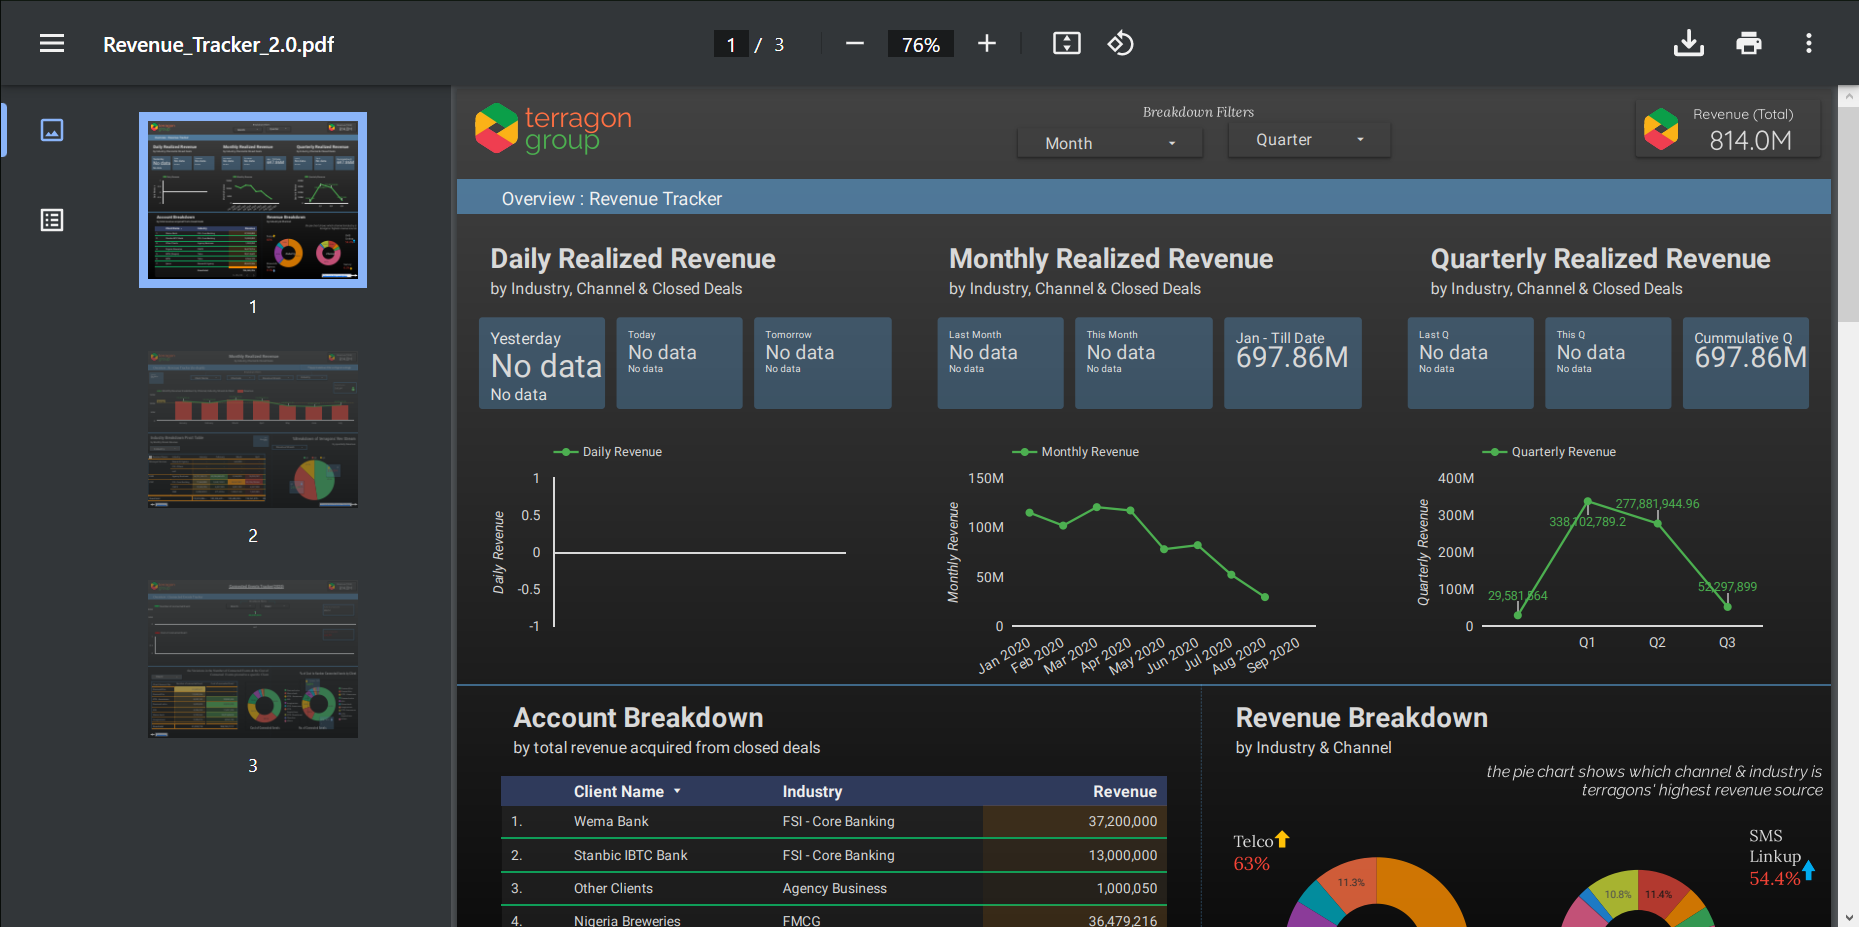 Revenue_Tracker_2.0.pdf
1 / 3
76%
terragon
group
Breakdown Filters
Month
Quarter
Revenue (Total)
814.0M
Overview : Revenue Tracker
Daily Realized Revenue
by Industry, Channel & Closed Deals
Monthly Realized Revenue
by Industry, Channel & Closed Deals
Quarterly Realized Revenue
by Industry, Channel & Closed Deals
Yesterday
No data
No data
Today
No data
No data
Tomorrow
No data
No data
Last Month
No data
No data
This Month
No data
No data
Jan - Till Date
697.86M
Last Q
No data
No data
This Q
No data
No data
Cummulative Q
697.86M
Daily Revenue
Daily Revenue
1
0.5
0
-0.5
-1
Monthly Revenue
Monthly Revenue
150M
100M
50M
0
Jan 2020
Feb 2020
Mar 2020
Apr 2020
May 2020
Jun 2020
Jul 2020
Aug 2020
Sep 2020
Quarterly Revenue
Quarterly Revenue
400M
300M
200M
100M
0
338,102,789.2
277,881,944.96
52,297,899
Q1
Q2
Q3
Account Breakdown
by total revenue acquired from closed deals
Client Name Industry Revenue
1. Wema Bank FSI - Core Banking 37,200,000
2. Stanbic IBTC Bank FSI - Core Banking 13,000,000
3. Other Clients Agency Business 1,000,050
4. Nigeria Breweries FMCG 36,479,216
Revenue Breakdown
by Industry & Channel
the pie chart shows which channel & industry is
terragons' highest revenue source
Telco
63%
11.3%
SMS
Linkup
54.4%
10.8%
11.4%
1
2
3